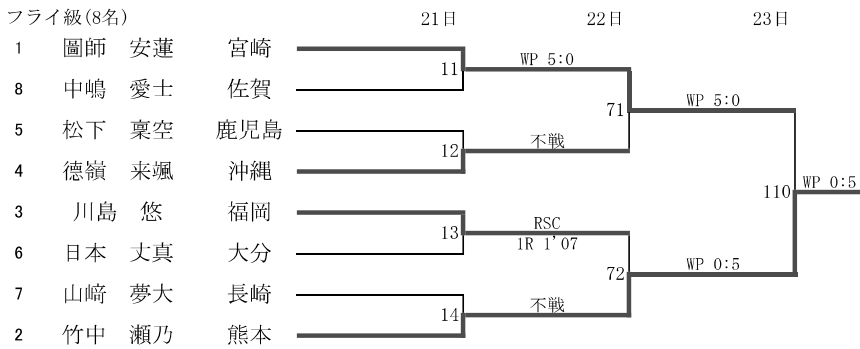 フライ級(8名) 21日 22日 23日
1 圖師 安蓮 宮崎
11 WP 5:0
8 中嶋 愛士 佐賀
71 WP 5:0
5 松下 稟空 鹿児島
12 不戦
4 德嶺 来颯 沖縄
110 WP 0:5
3 川島 悠 福岡
13 RSC
1R 1'07
6 日本 丈真 大分
72 WP 0:5
7 山﨑 夢大 長崎
14 不戦
2 竹中 瀬乃 熊本